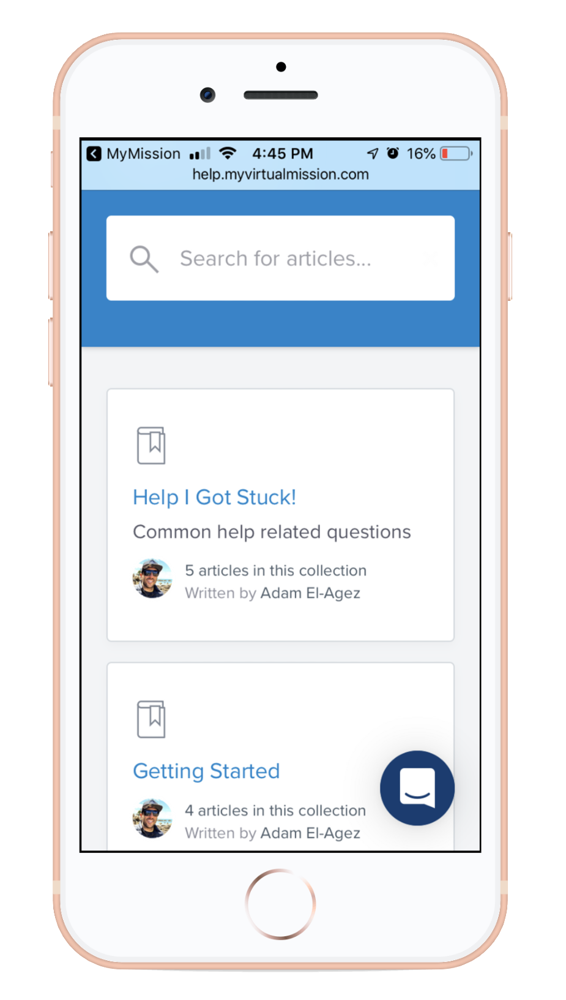 MyMission 4:45 PM 16%
help.myvirtualmission.com
Search for articles...
Help I Got Stuck!
Common help related questions
5 articles in this collection
Written by Adam El-Agez
Getting Started
4 articles in this collection
Written by Adam El-Agez